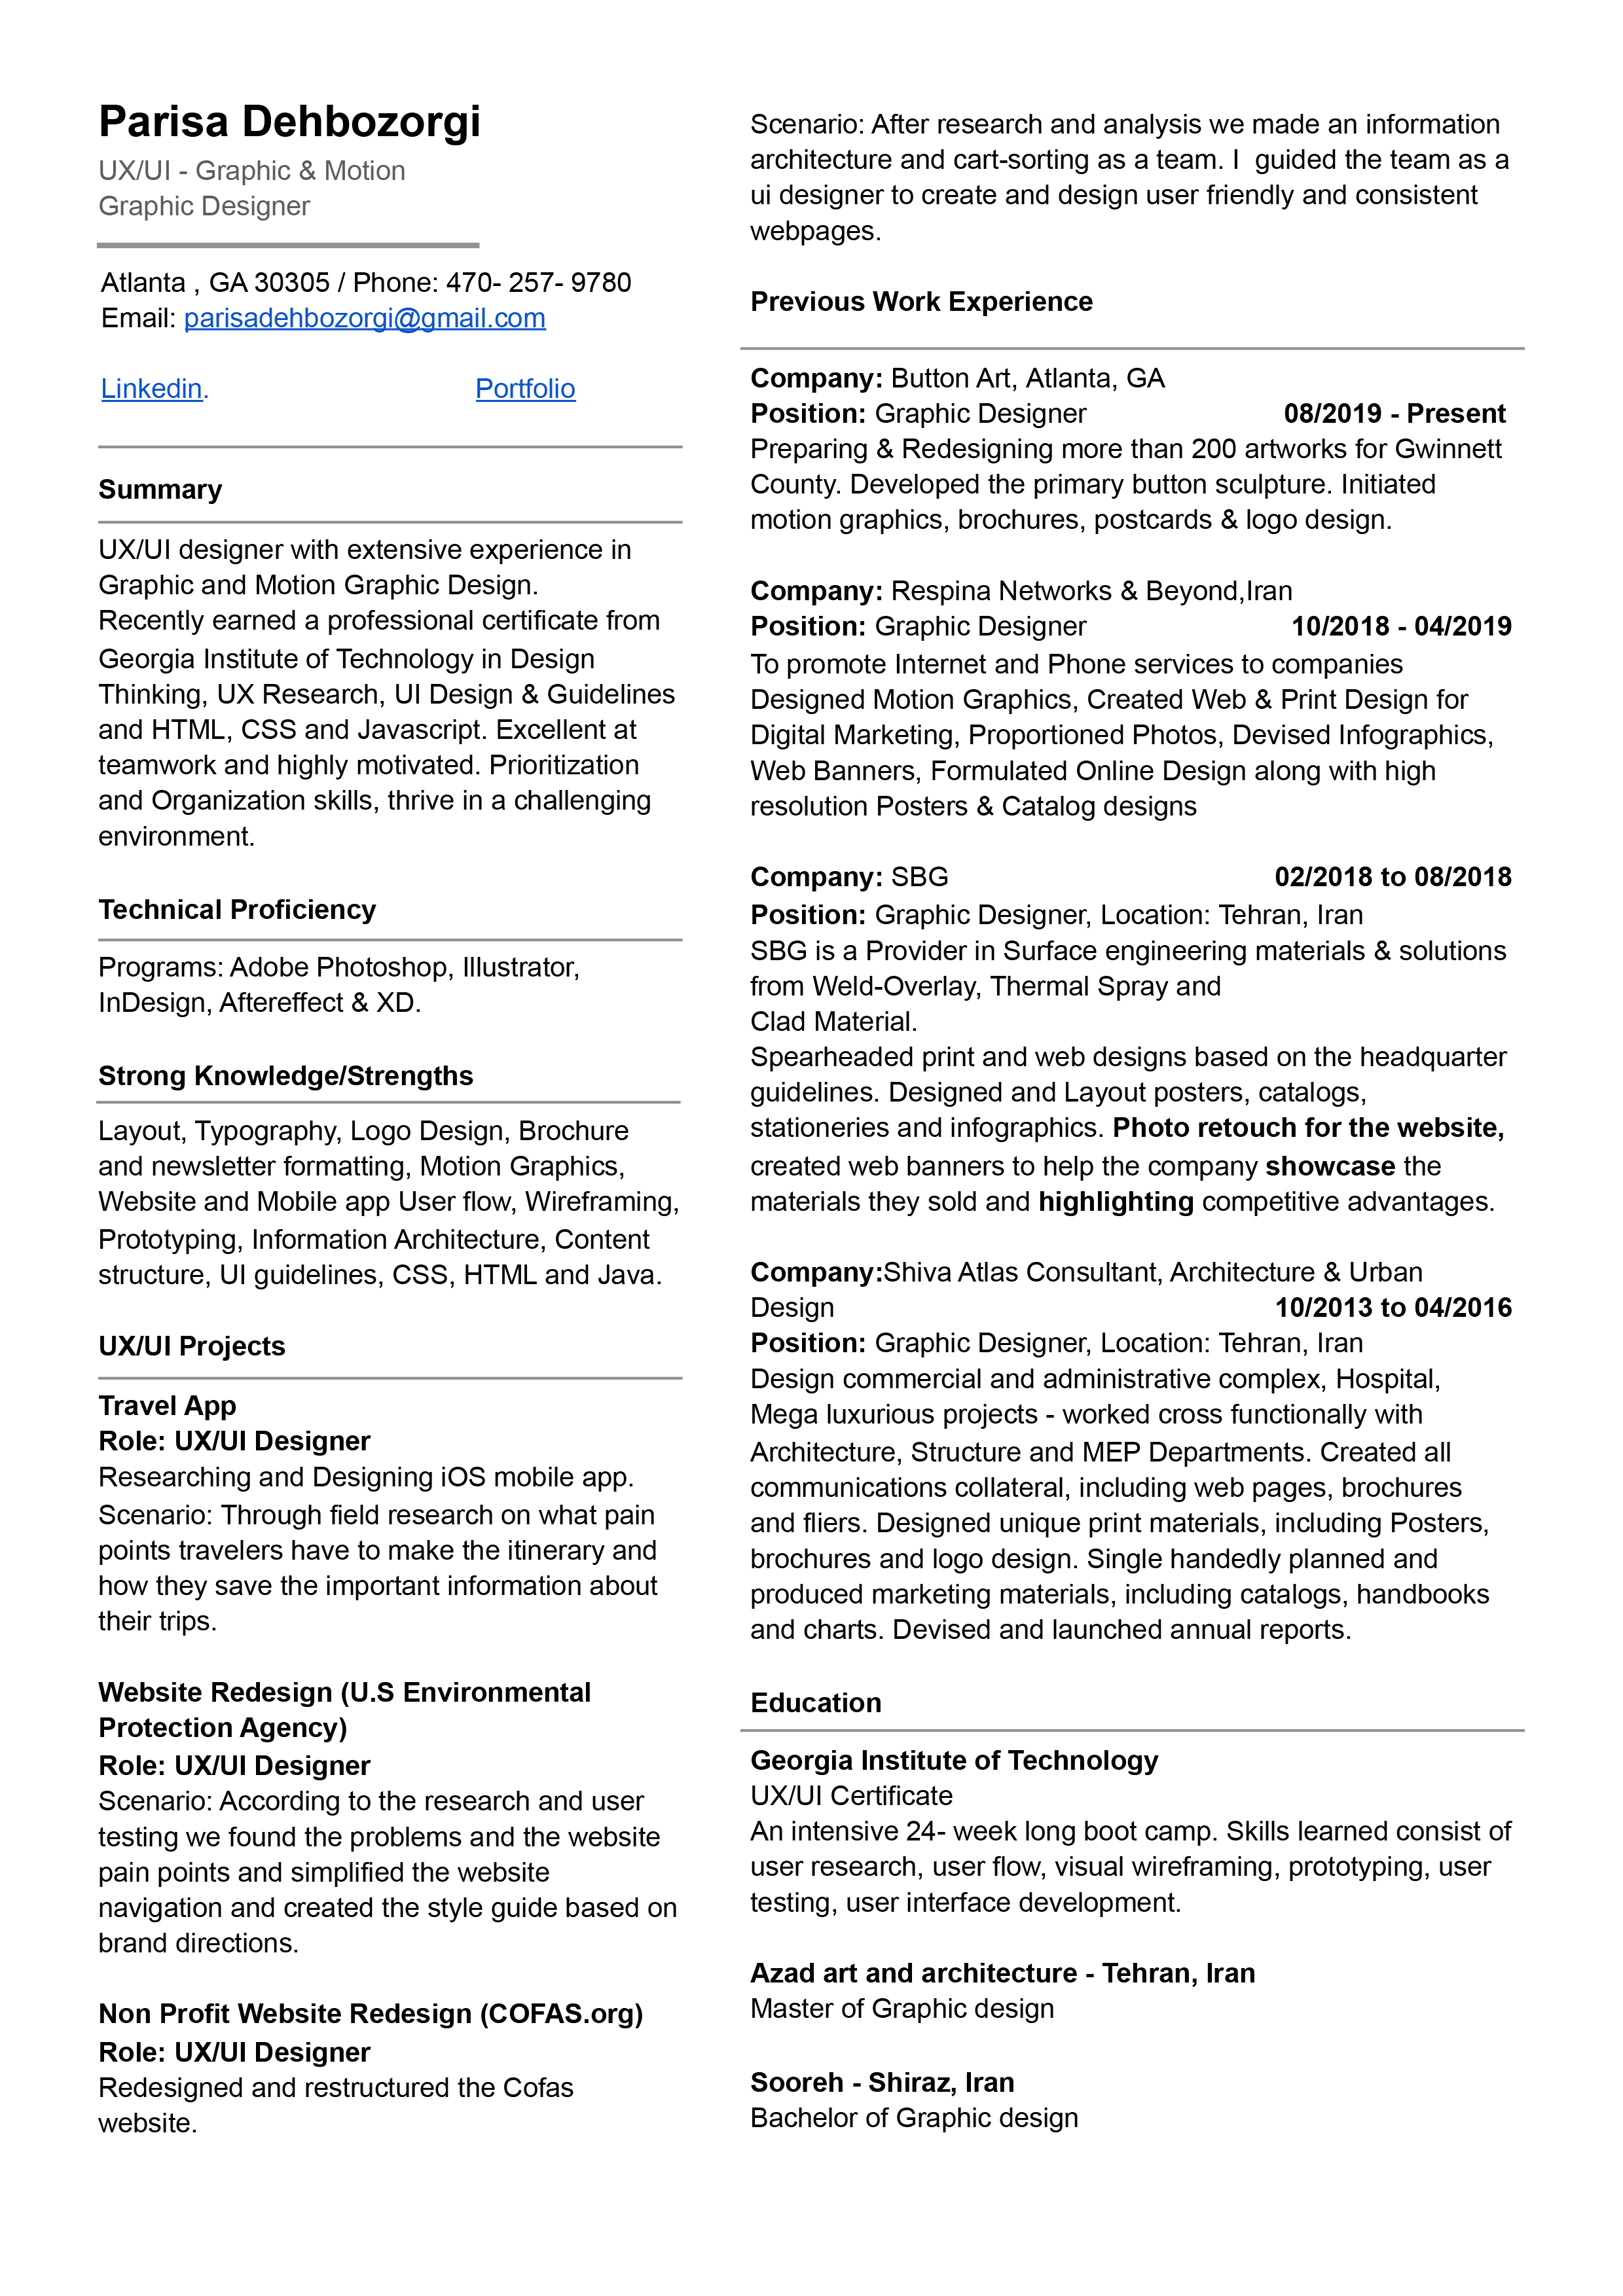 Parisa Dehbozorgi
UX/UI - Graphic & Motion
Graphic Designer
Atlanta , GA 30305 / Phone: 470- 257- 9780
Email: parisadehbozorgi@gmail.com
Linkedin. Portfolio
Summary
UX/UI designer with extensive experience in
Graphic and Motion Graphic Design.
Recently earned a professional certificate from
Georgia Institute of Technology in Design
Thinking, UX Research, UI Design & Guidelines
and HTML, CSS and Javascript. Excellent at
teamwork and highly motivated. Prioritization
and Organization skills, thrive in a challenging
environment.
Technical Proficiency
Programs: Adobe Photoshop, Illustrator,
InDesign, Aftereffect & XD.
Strong Knowledge/Strengths
Layout, Typography, Logo Design, Brochure
and newsletter formatting, Motion Graphics,
Website and Mobile app User flow, Wireframing,
Prototyping, Information Architecture, Content
structure, UI guidelines, CSS, HTML and Java.
UX/UI Projects
Travel App
Role: UX/UI Designer
Researching and Designing iOS mobile app.
Scenario: Through field research on what pain
points travelers have to make the itinerary and
how they save the important information about
their trips.
Website Redesign (U.S Environmental
Protection Agency)
Role: UX/UI Designer
Scenario: According to the research and user
testing we found the problems and the website
pain points and simplified the website
navigation and created the style guide based on
brand directions.
Non Profit Website Redesign (COFAS.org)
Role: UX/UI Designer
Redesigned and restructured the Cofas
website.
Scenario: After research and analysis we made an information
architecture and cart-sorting as a team. I  guided the team as a
ui designer to create and design user friendly and consistent
webpages.
Previous Work Experience
Company: Button Art, Atlanta, GA
Position: Graphic Designer 08/2019 - Present
Preparing & Redesigning more than 200 artworks for Gwinnett
County. Developed the primary button sculpture. Initiated
motion graphics, brochures, postcards & logo design.
Company: Respina Networks & Beyond,Iran
Position: Graphic Designer 10/2018 - 04/2019
To promote Internet and Phone services to companies
Designed Motion Graphics, Created Web & Print Design for
Digital Marketing, Proportioned Photos, Devised Infographics,
Web Banners, Formulated Online Design along with high
resolution Posters & Catalog designs
Company: SBG 02/2018 to 08/2018
Position: Graphic Designer, Location: Tehran, Iran
SBG is a Provider in Surface engineering materials & solutions
from Weld-Overlay, Thermal Spray and
Clad Material.
Spearheaded print and web designs based on the headquarter
guidelines. Designed and Layout posters, catalogs,
stationeries and infographics. Photo retouch for the website,
created web banners to help the company showcase the
materials they sold and highlighting competitive advantages.
Company:Shiva Atlas Consultant, Architecture & Urban
Design 10/2013 to 04/2016
Position: Graphic Designer, Location: Tehran, Iran
Design commercial and administrative complex, Hospital,
Mega luxurious projects - worked cross functionally with
Architecture, Structure and MEP Departments. Created all
communications collateral, including web pages, brochures
and fliers. Designed unique print materials, including Posters,
brochures and logo design. Single handedly planned and
produced marketing materials, including catalogs, handbooks
and charts. Devised and launched annual reports.
Education
Georgia Institute of Technology
UX/UI Certificate
An intensive 24- week long boot camp. Skills learned consist of
user research, user flow, visual wireframing, prototyping, user
testing, user interface development.
Azad art and architecture - Tehran, Iran
Master of Graphic design
Sooreh - Shiraz, Iran
Bachelor of Graphic design